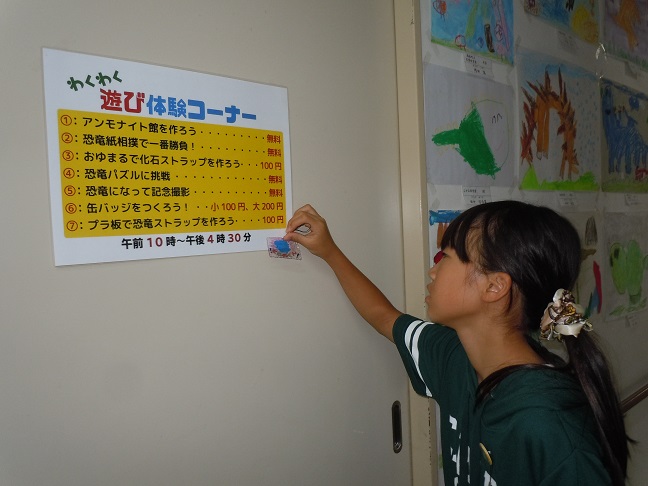 わくわく
遊び体験コーナー
①：アンモナイト館を作ろう・・・・・・・・無料
②：恐竜紙相撲で一番勝負！・・・・・・・無料
③：おゆまるで化石ストラップを作ろう・・・100円
④：恐竜パズルに挑戦・・・・・・・・・・無料
⑤：恐竜になって記念撮影・・・・・・・・無料
⑥：缶バッジをつくろう！・・小100円、大200円
⑦：プラ板で恐竜ストラップを作ろう・・・・100円
午前10時～午後4時30分